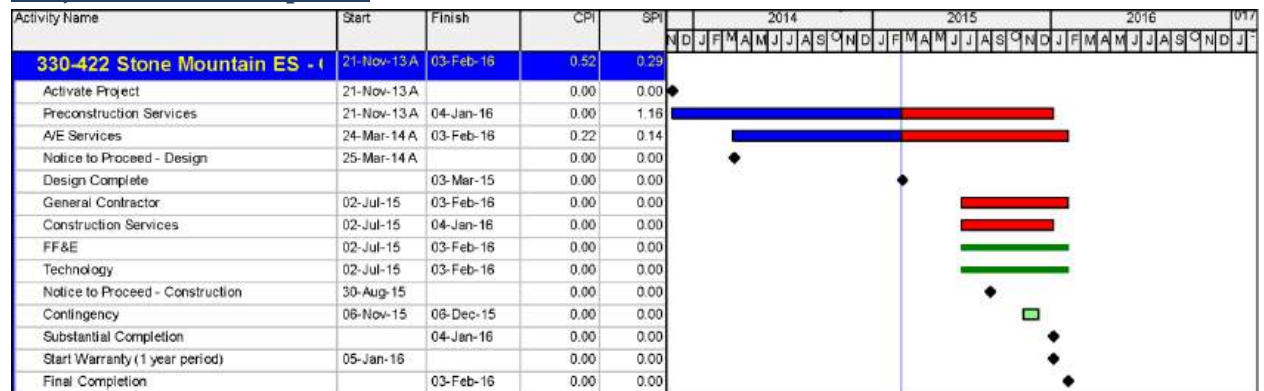 Activity Name Start Finish CPI SPI 2014 2015 2016 017
N D J F M A M J J A S O N D J F M A M J J A S O N D J F M A M J J A S O N D J
330-422 Stone Mountain ES - 21-Nov-13 A 03-Feb-16 0.52 0.29
Activate Project 21-Nov-13 A 0.00 0.00
Preconstruction Services 21-Nov-13 A 04-Jan-16 0.00 1.16
A/E Services 24-Mar-14 A 03-Feb-16 0.22 0.14
Notice to Proceed - Design 25-Mar-14 A 0.00 0.00
Design Complete 03-Mar-15 0.00 0.00
General Contractor 02-Jul-15 03-Feb-16 0.00 0.00
Construction Services 02-Jul-15 04-Jan-16 0.00 0.00
FF&E 02-Jul-15 03-Feb-16 0.00 0.00
Technology 02-Jul-15 03-Feb-16 0.00 0.00
Notice to Proceed - Construction 30-Aug-15 0.00 0.00
Contingency 06-Nov-15 06-Dec-15 0.00 0.00
Substantial Completion 04-Jan-16 0.00 0.00
Start Warranty (1 year period) 05-Jan-16 0.00 0.00
Final Completion 03-Feb-16 0.00 0.00